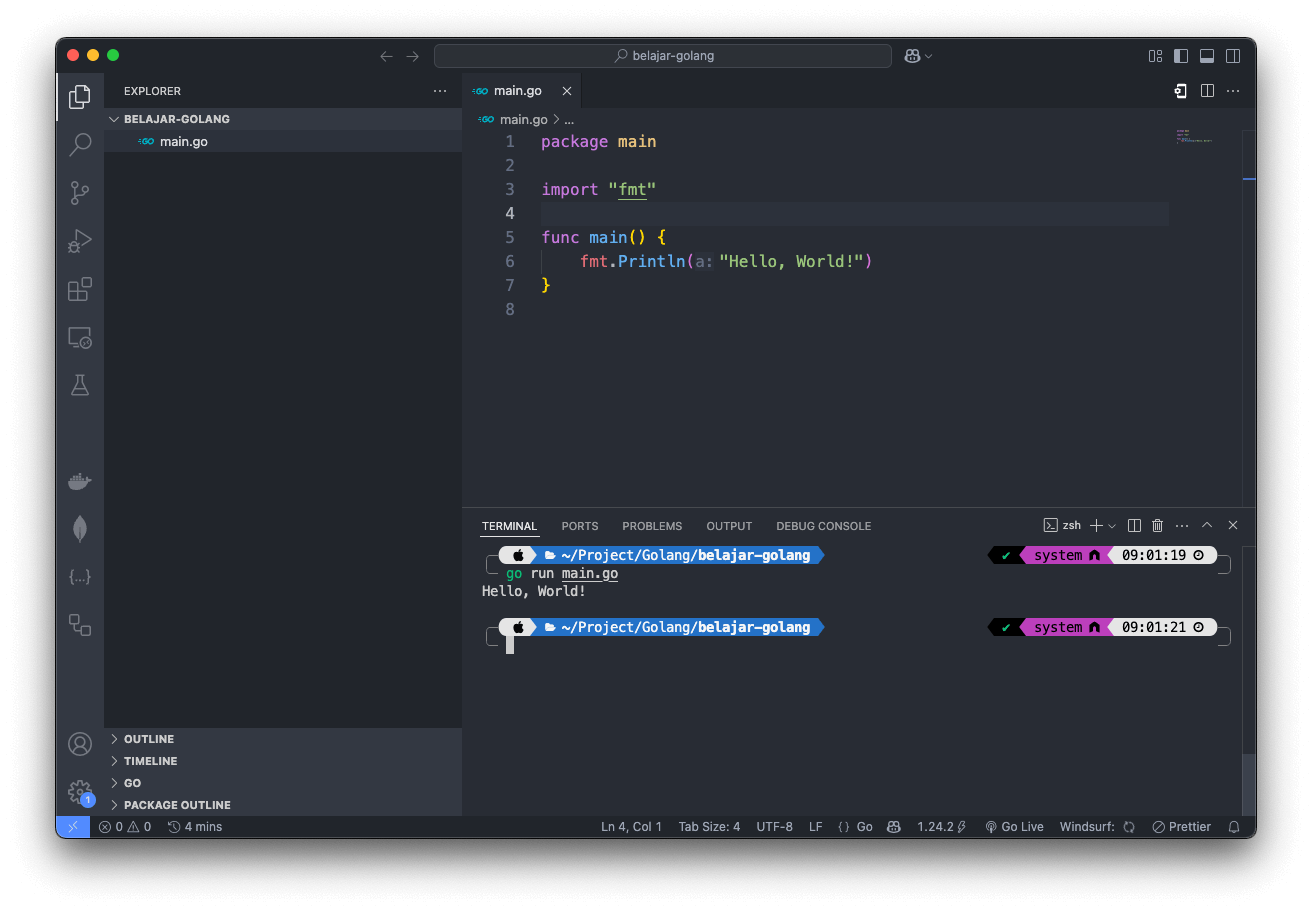 belajar-golang
EXPLORER
BELAJAR-GOLANG
GO main.go
OUTLINE
TIMELINE
GO
PACKAGE OUTLINE
GO main.go
GO main.go > ...
1 package main
2
3 import "fmt"
4
5 func main() {
6 fmt.Println(a: "Hello, World!")
7 }
8
TERMINAL PORTS PROBLEMS OUTPUT DEBUG CONSOLE zsh
~/Project/Golang/belajar-golang ✔ system 09:01:19
go run main.go
Hello, World!
~/Project/Golang/belajar-golang ✔ system 09:01:21
1
0 0 4 mins Ln 4, Col 1 Tab Size: 4 UTF-8 LF {} Go 1.24.2 Go Live Windsurf: Prettier